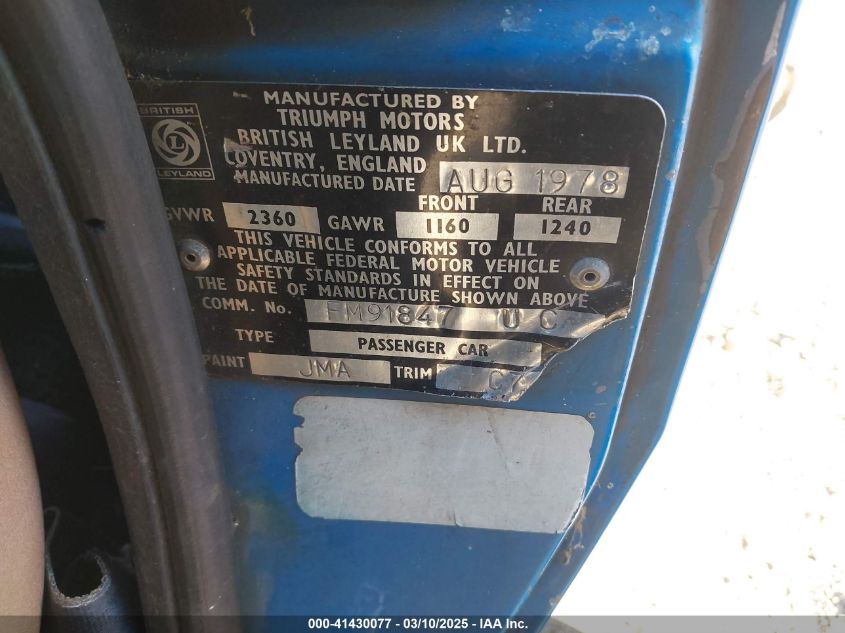 BRITISH
LEYLAND
MANUFACTURED BY
TRIUMPH MOTORS
BRITISH LEYLAND UK LTD.
COVENTRY, ENGLAND
MANUFACTURED DATE AUG 1978
FRONT REAR
GVWR 2360 GAWR 1160 1240
THIS VEHICLE CONFORMS TO ALL
APPLICABLE FEDERAL MOTOR VEHICLE
SAFETY STANDARDS IN EFFECT ON
THE DATE OF MANUFACTURE SHOWN ABOVE
COMM. No. FM91847 U C
TYPE PASSENGER CAR
PAINT JMA TRIM
000-41430077 — 03/10/2025 — IAA Inc.